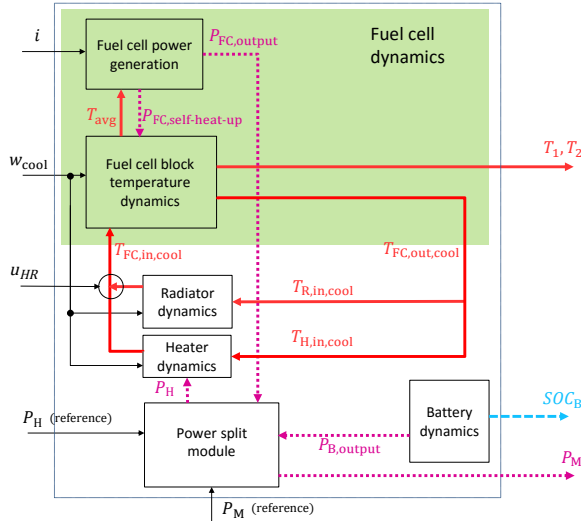 i
Fuel cell power
generation
P_FC,output
Fuel cell
dynamics
T_avg
P_FC,self-heat-up
w_cool
Fuel cell block
temperature
dynamics
T_1, T_2
T_FC,in,cool
T_FC,out,cool
u_HR
Radiator
dynamics
T_R,in,cool
Heater
dynamics
T_H,in,cool
P_H
P_H (reference)
Power split
module
Battery
dynamics
SOC_B
P_B,output
P_M
P_M (reference)